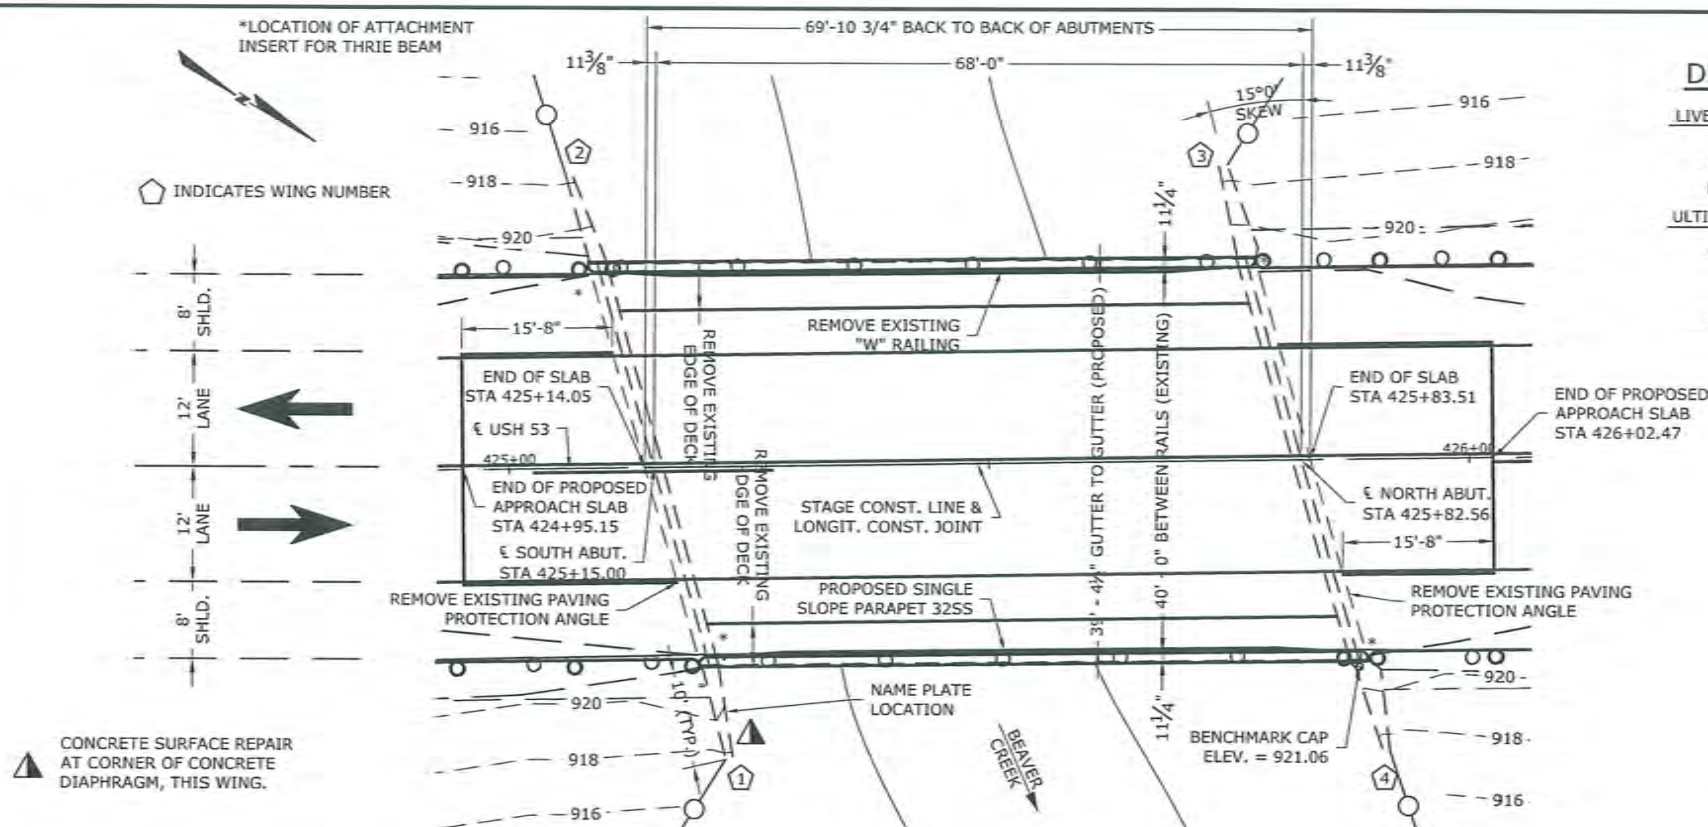 *LOCATION OF ATTACHMENT
INSERT FOR THRIE BEAM
69'-10 3/4" BACK TO BACK OF ABUTMENTS
11 3/8"
68'-0"
11 3/8"
15°0'
SKEW
D
LIVE
ULTI
916
918
920
2
3
916
918
920
INDICATES WING NUMBER
11 1/4"
8'
SHLD.
12'
LANE
12'
LANE
8'
SHLD.
15'-8"
REMOVE EXISTING
"W" RAILING
REMOVE EXISTING
EDGE OF DECK
39' - 4½" GUTTER TO GUTTER (PROPOSED)
40' - 0" BETWEEN RAILS (EXISTING)
END OF SLAB
STA 425+14.05
℄ USH 53
425+00
END OF SLAB
STA 425+83.51
END OF PROPOSED
APPROACH SLAB
STA 426+02.47
426+00
END OF PROPOSED
APPROACH SLAB
STA 424+95.15
℄ SOUTH ABUT.
STA 425+15.00
REMOVE EXISTING
EDGE OF DECK
STAGE CONST. LINE &
LONGIT. CONST. JOINT
℄ NORTH ABUT.
STA 425+82.56
15'-8"
REMOVE EXISTING PAVING
PROTECTION ANGLE
PROPOSED SINGLE
SLOPE PARAPET 32SS
REMOVE EXISTING PAVING
PROTECTION ANGLE
*
*
*
10' (TYP.)
NAME PLATE
LOCATION
11 1/4"
BEAVER
CREEK
BENCHMARK CAP
ELEV. = 921.06
920
918
916
1
4
920
918
916
CONCRETE SURFACE REPAIR
AT CORNER OF CONCRETE
DIAPHRAGM, THIS WING.